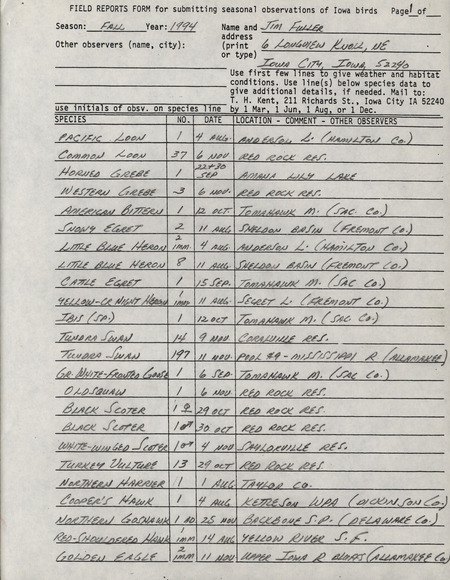 FIELD REPORTS FORM for submitting seasonal observations of Iowa birds Page 1 of
Season: FALL Year: 1994 Name and JIM FULLER
address
Other observers (name, city): (print 6 LONGVIEW KNOLL, NE
or type) IOWA CITY, IOWA, 52240
Use first few lines to give weather and habitat
conditions. Use line(s) below species data to
give additional details, if needed. Mail to:
T. H. Kent, 211 Richards St., Iowa City IA 52240
use initials of obsv. on species line by 1 Mar, 1 Jun, 1 Aug, or 1 Dec.
SPECIES NO. DATE LOCATION - COMMENT - OTHER OBSERVERS
PACIFIC LOON 1 4 AUG. ANDERSON L. (HAMILTON CO.)
COMMON LOON 37 6 NOV RED ROCK RES.
HORNED GREBE 1 22+30 SEP AMANA LILY LAKE
WESTERN GREBE 3 6 NOV. RED ROCK RES.
AMERICAN BITTERN 1 12 OCT TOMAHAWK M. (SAC CO.)
SNOWY EGRET 2 11 AUG SHELDON BASIN (FREMONT CO.)
LITTLE BLUE HERON 2 imm. 4 AUG ANDERSON L. (HAMILTON CO.)
LITTLE BLUE HERON 8 11 AUG SHELDON BASIN (FREMONT CO.)
CATTLE EGRET 1 15 SEP. TOMAHAWK M. (SAC CO.)
YELLOW-CR. NIGHT HERON 1 imm 11 AUG. SECRET L. (FREMONT CO.)
IBIS (SP.) 1 12 OCT TOMAHAWK M. (SAC CO.)
TUNDRA SWAN 14 9 NOV CORALVILLE RES.
TUNDRA SWAN 197 11 NOV. POOL #9 - MISSISSIPPI R (ALLAMAKEE)
GR. WHITE-FRONTED GOOSE 1 6 SEP. TOMAHAWK M. (SAC CO.)
OLDSQUAW 1 6 NOV RED ROCK RES.
BLACK SCOTER 1 ♀ 29 OCT RED ROCK RES.
BLACK SCOTER 1 ♂ 30 OCT RED ROCK RES.
WHITE-WINGED SCOTER 1 ♂ 4 NOV SAYLORVILLE RES.
TURKEY VULTURE 13 29 OCT RED ROCK RES.
NORTHERN HARRIER 1 1 AUG TAYLOR CO.
COOPER'S HAWK 1 4 AUG KETTLESON WPA (DICKINSON CO.)
NORTHERN GOSHAWK 1 AD 25 NOV BACKBONE S.P. (DELAWARE CO.)
RED-SHOULDERED HAWK 1 imm 14 AUG YELLOW RIVER S.F.
GOLDEN EAGLE 2 imm 11 NOV UPPER IOWA R BLUFFS (ALLAMAKEE CO)